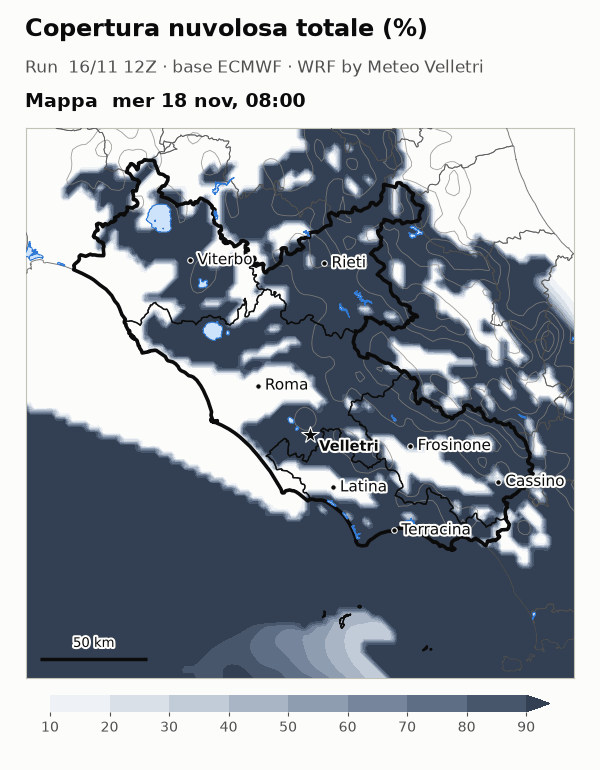 Copertura nuvolosa totale (%)
Run  16/11 12Z · base ECMWF · WRF by Meteo Velletri
Mappa  mer 18 nov, 08:00
Viterbo
Rieti
Roma
Velletri
Frosinone
Latina
Cassino
Terracina
50 km
10 20 30 40 50 60 70 80 90